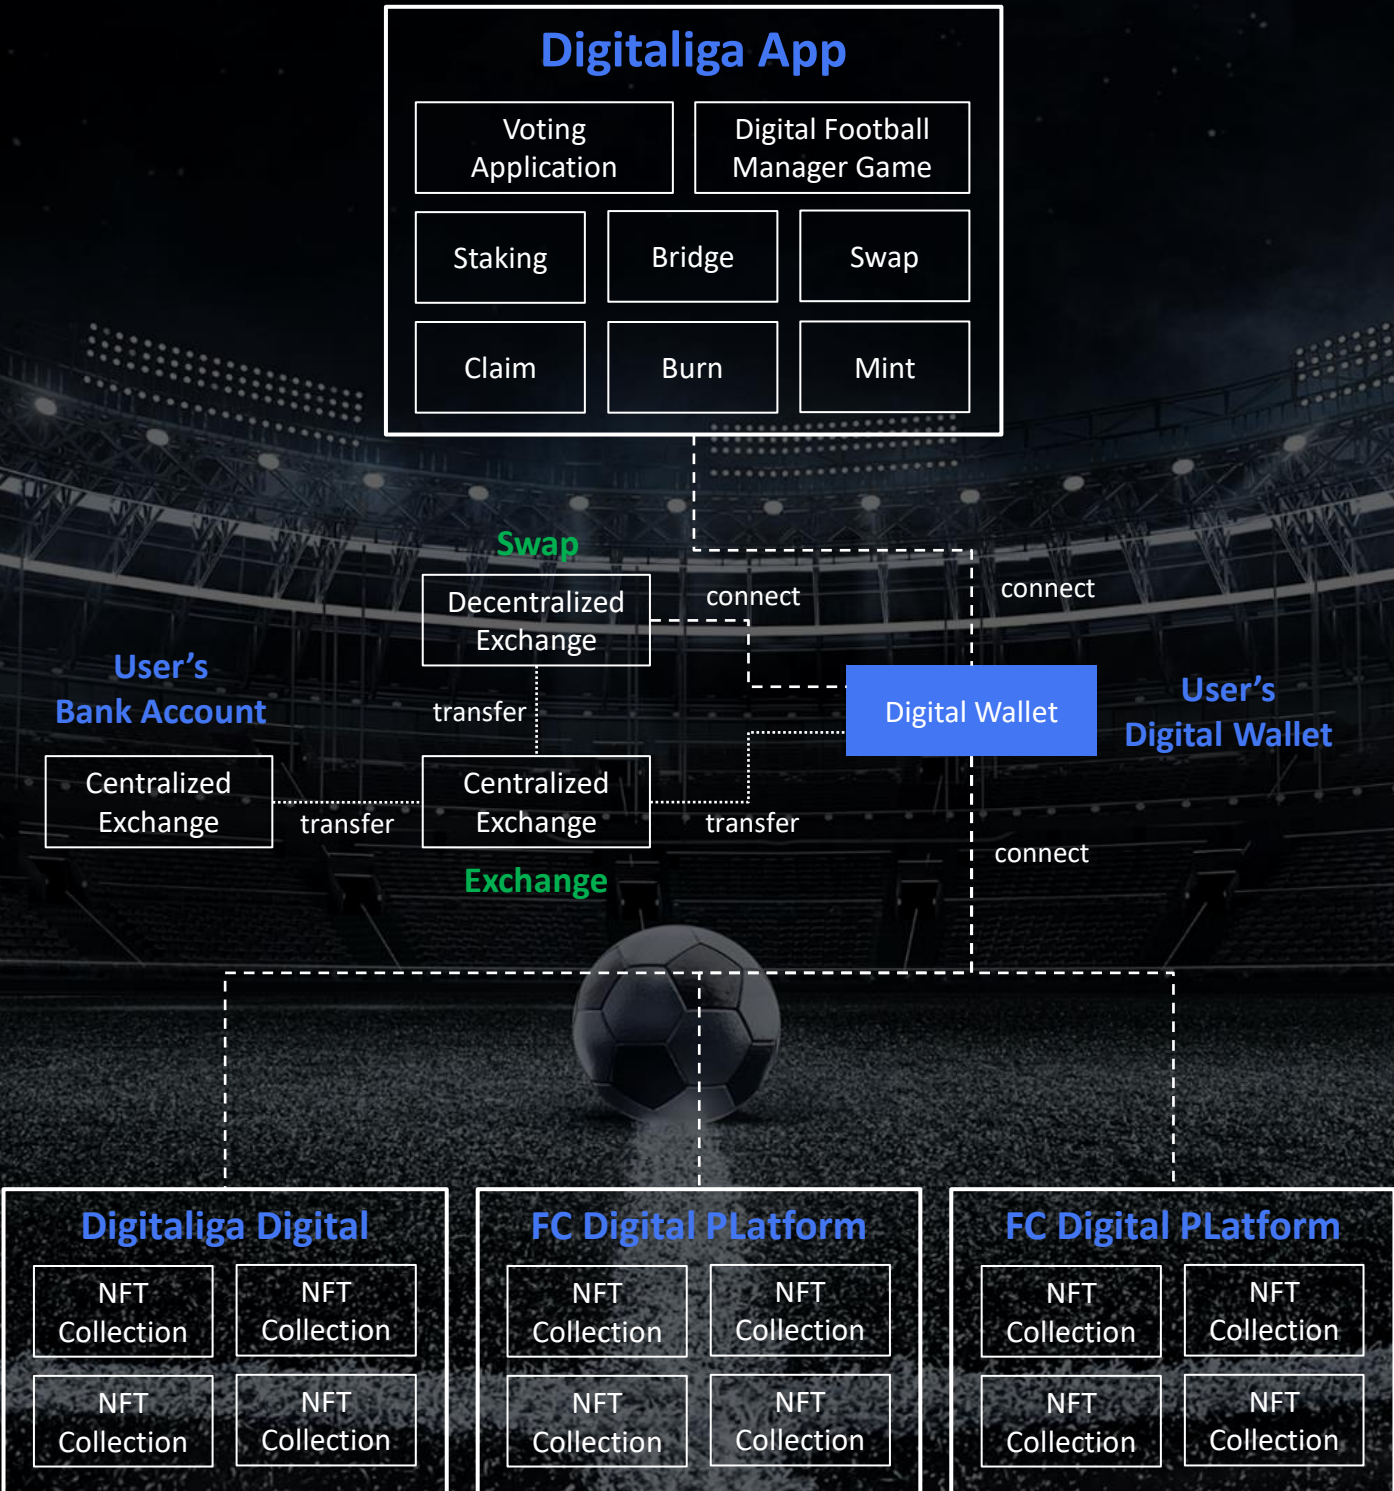 Digitaliga App
Voting
Application
Digital Football
Manager Game
Staking
Bridge
Swap
Claim
Burn
Mint
Swap
Decentralized
Exchange
connect
connect
User’s
Bank Account
transfer
Digital Wallet
User’s
Digital Wallet
Centralized
Exchange
transfer
Centralized
Exchange
transfer
connect
Exchange
Digitaliga Digital
NFT
Collection
NFT
Collection
NFT
Collection
NFT
Collection
FC Digital PLatform
NFT
Collection
NFT
Collection
NFT
Collection
NFT
Collection
FC Digital PLatform
NFT
Collection
NFT
Collection
NFT
Collection
NFT
Collection